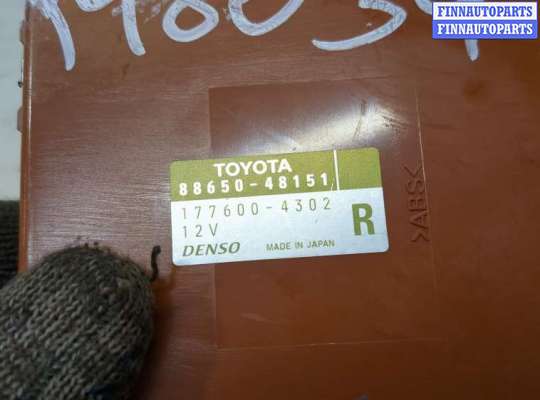 FINNAUTOPARTS
FINNAUTOPARTS
TOYOTA
88650-48151
177600-4302
12V
R
DENSO MADE IN JAPAN
>ABS<